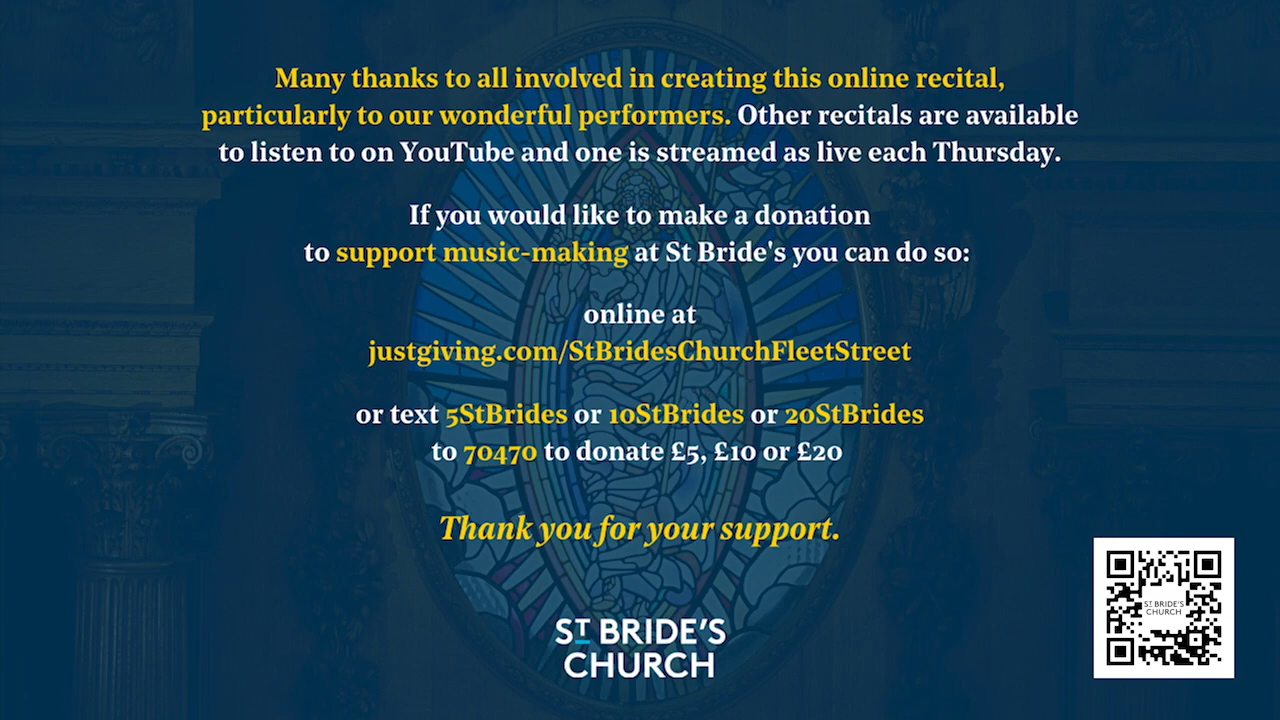 Many thanks to all involved in creating this online recital,
particularly to our wonderful performers. Other recitals are available
to listen to on YouTube and one is streamed as live each Thursday.
If you would like to make a donation
to support music-making at St Bride's you can do so:
online at
justgiving.com/StBridesChurchFleetStreet
or text 5StBrides or 10StBrides or 20StBrides
to 70470 to donate £5, £10 or £20
Thank you for your support.
ST BRIDE'S
CHURCH
ST BRIDE'S
CHURCH